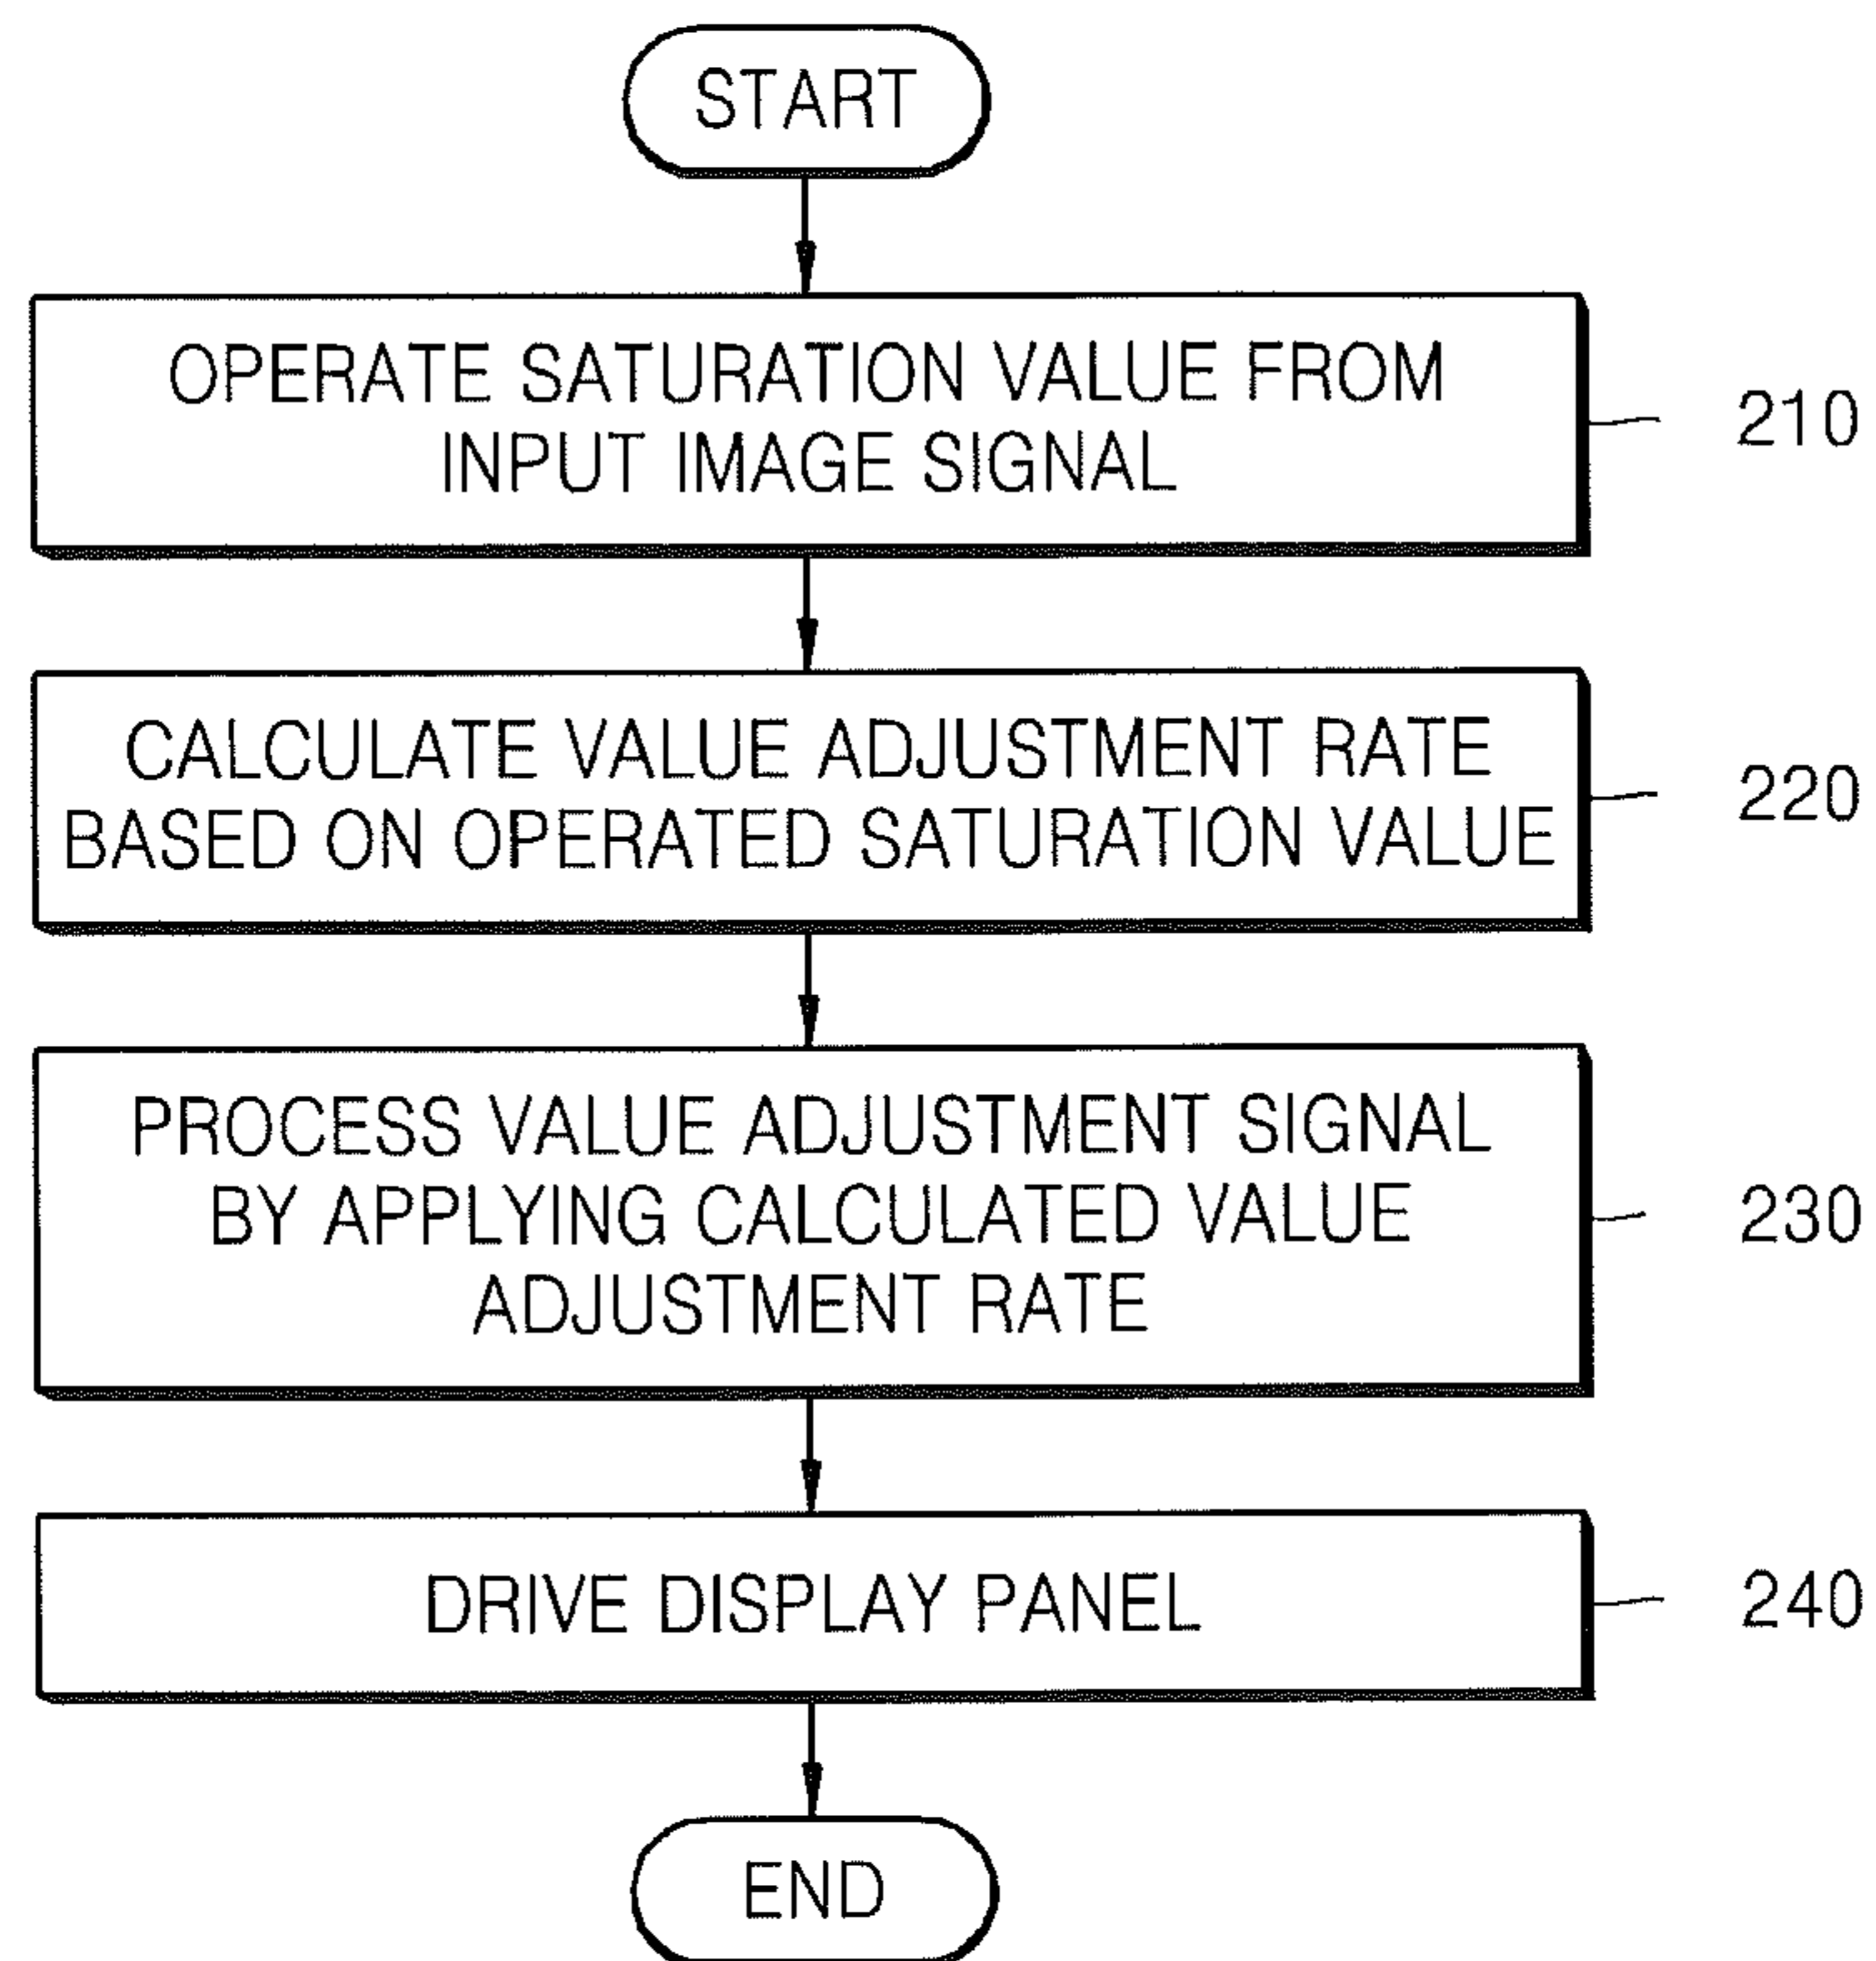 START
OPERATE SATURATION VALUE FROM
INPUT IMAGE SIGNAL
210
CALCULATE VALUE ADJUSTMENT RATE
BASED ON OPERATED SATURATION VALUE
220
PROCESS VALUE ADJUSTMENT SIGNAL
BY APPLYING CALCULATED VALUE
ADJUSTMENT RATE
230
DRIVE DISPLAY PANEL
240
END